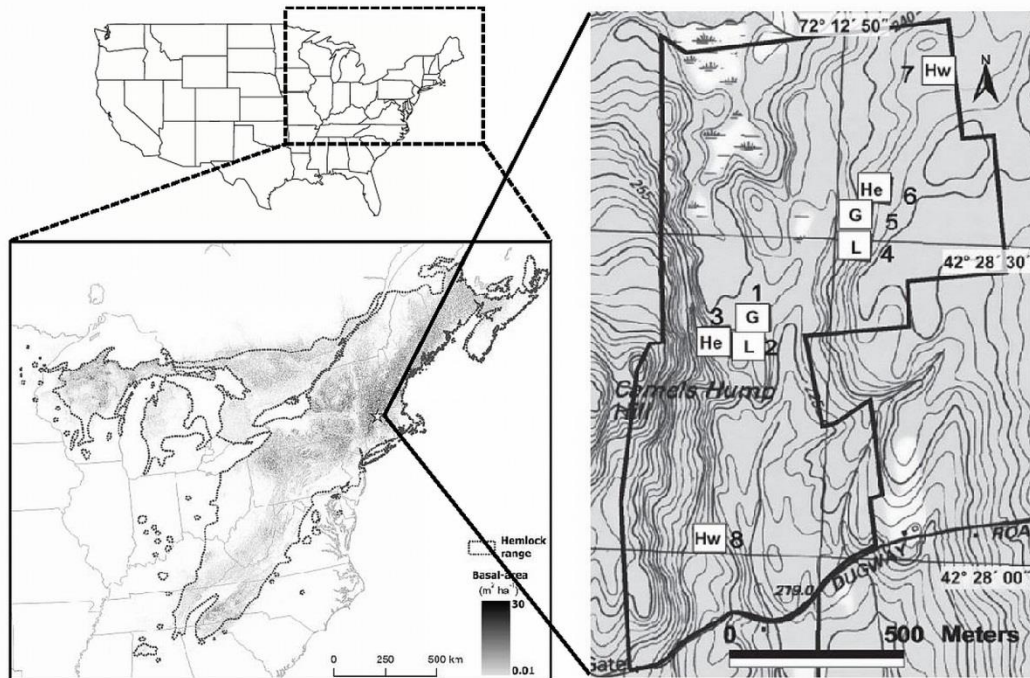 Hemlock
range
Basal-area
(m² ha⁻¹)
30
0.01
0 250 500 km
72° 12´ 50˝
240
N
7 Hw
He 6
255
G 5
L 4
42° 28´ 30˝
1
G
3
He
L 2
Camels Hump
Hill
Hw 8
DUGWAY
ROA
42° 28´ 00˝
279.0
0 500 Meters
Gate